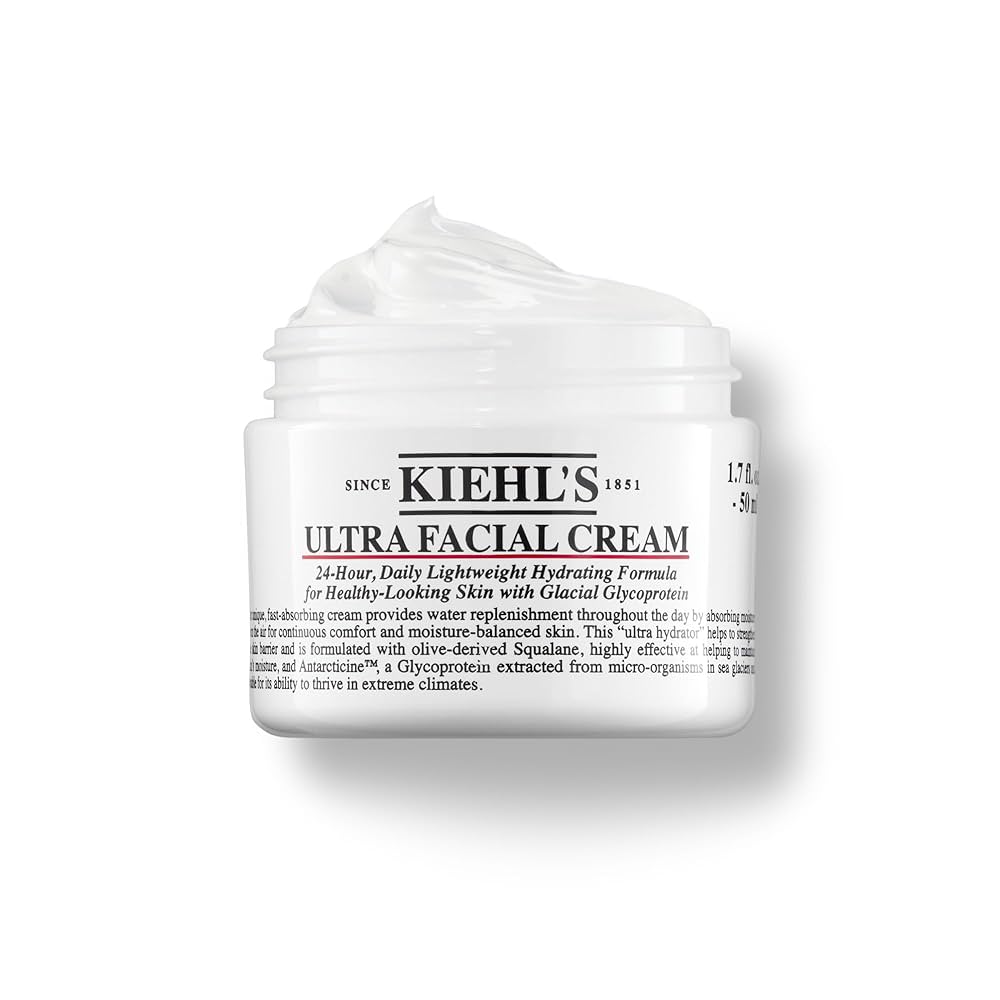 SINCE KIEHL'S 1851
ULTRA FACIAL CREAM
24-Hour, Daily Lightweight Hydrating Formula
for Healthy-Looking Skin with Glacial Glycoprotein
fast-absorbing cream provides water replenishment throughout the day by absorbing
the air for continuous comfort and moisture-balanced skin. This "ultra hydrator" helps to
barrier and is formulated with olive-derived Squalane, highly effective at helping to
moisture, and Antarcticine™, a Glycoprotein extracted from micro-organisms in sea
for its ability to thrive in extreme climates.
1.7 fl.
- 50